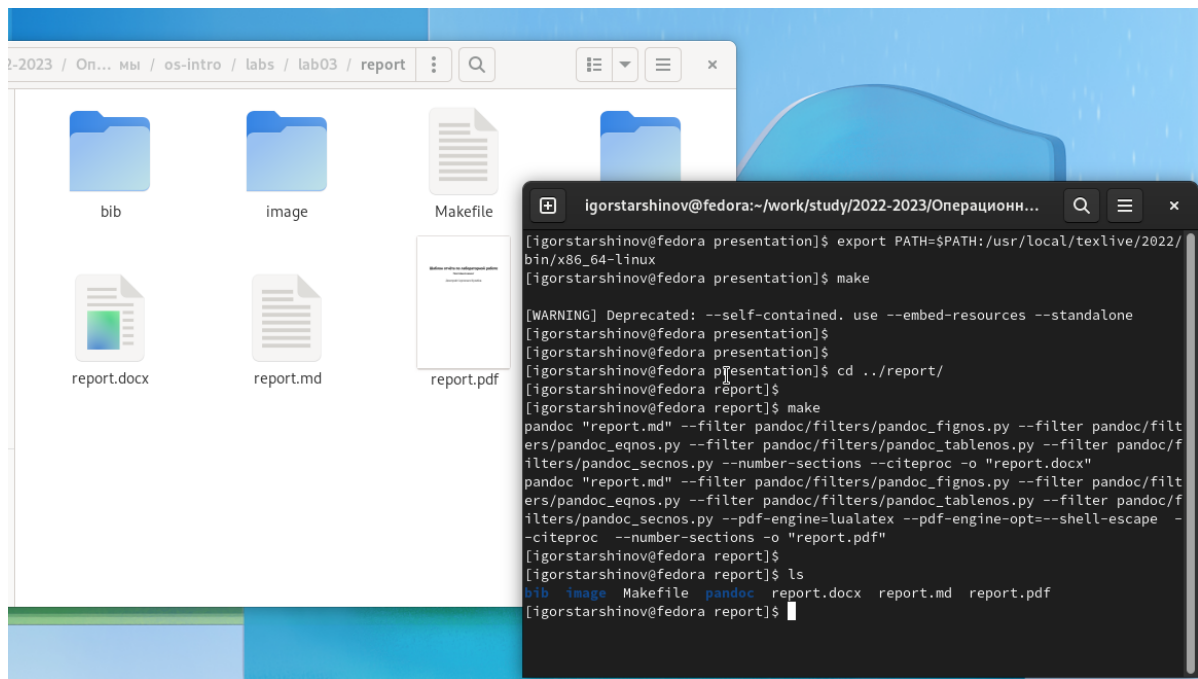 2-2023 / Оп... мы / os-intro / labs / lab03 / report
bib
image
Makefile
report.docx
report.md
report.pdf
igorstarshinov@fedora:~/work/study/2022-2023/Операционн...
[igorstarshinov@fedora presentation]$ export PATH=$PATH:/usr/local/texlive/2022/
bin/x86_64-linux
[igorstarshinov@fedora presentation]$ make
[WARNING] Deprecated: --self-contained. use --embed-resources --standalone
[igorstarshinov@fedora presentation]$
[igorstarshinov@fedora presentation]$
[igorstarshinov@fedora presentation]$ cd ../report/
[igorstarshinov@fedora report]$
[igorstarshinov@fedora report]$ make
pandoc "report.md" --filter pandoc/filters/pandoc_fignos.py --filter pandoc/filt
ers/pandoc_eqnos.py --filter pandoc/filters/pandoc_tablenos.py --filter pandoc/f
ilters/pandoc_secnos.py --number-sections --citeproc -o "report.docx"
pandoc "report.md" --filter pandoc/filters/pandoc_fignos.py --filter pandoc/filt
ers/pandoc_eqnos.py --filter pandoc/filters/pandoc_tablenos.py --filter pandoc/f
ilters/pandoc_secnos.py --pdf-engine=lualatex --pdf-engine-opt=--shell-escape  -
-citeproc  --number-sections -o "report.pdf"
[igorstarshinov@fedora report]$
[igorstarshinov@fedora report]$ ls
bib  image  Makefile  pandoc  report.docx  report.md  report.pdf
[igorstarshinov@fedora report]$